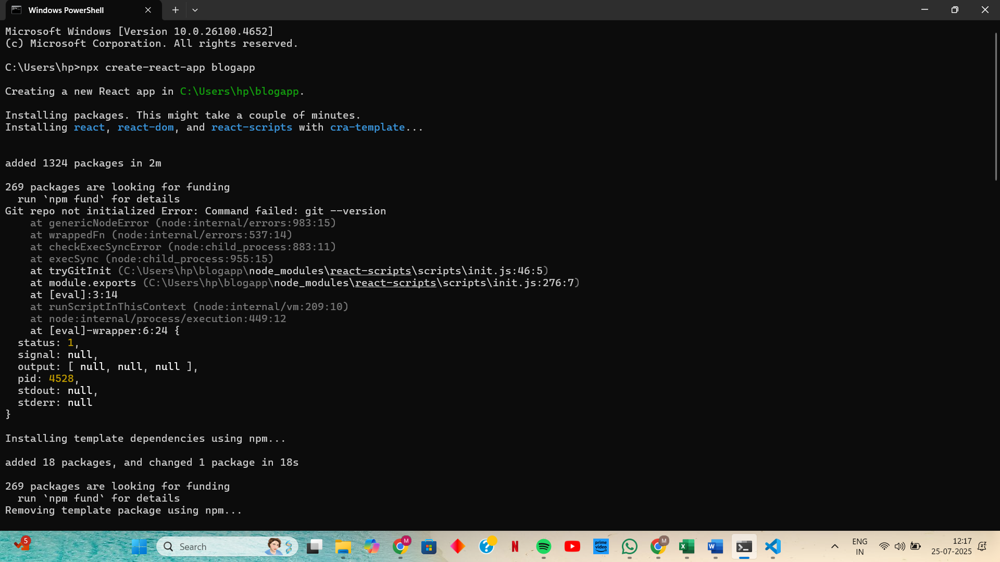 Windows PowerShell
Microsoft Windows [Version 10.0.26100.4652]
(c) Microsoft Corporation. All rights reserved.
C:\Users\hp>npx create-react-app blogapp
Creating a new React app in C:\Users\hp\blogapp.
Installing packages. This might take a couple of minutes.
Installing react, react-dom, and react-scripts with cra-template...
added 1324 packages in 2m
269 packages are looking for funding
  run `npm fund` for details
Git repo not initialized Error: Command failed: git --version
    at genericNodeError (node:internal/errors:983:15)
    at wrappedFn (node:internal/errors:537:14)
    at checkExecSyncError (node:child_process:883:11)
    at execSync (node:child_process:955:15)
    at tryGitInit (C:\Users\hp\blogapp\node_modules\react-scripts\scripts\init.js:46:5)
    at module.exports (C:\Users\hp\blogapp\node_modules\react-scripts\scripts\init.js:276:7)
    at [eval]:3:14
    at runScriptInThisContext (node:internal/vm:209:10)
    at node:internal/process/execution:449:12
    at [eval]-wrapper:6:24 {
  status: 1,
  signal: null,
  output: [ null, null, null ],
  pid: 4528,
  stdout: null,
  stderr: null
}
Installing template dependencies using npm...
added 18 packages, and changed 1 package in 18s
269 packages are looking for funding
  run `npm fund` for details
Removing template package using npm...
5
Search
M
?
N
prime video
M
X
W
ENG
IN
12:17
25-07-2025